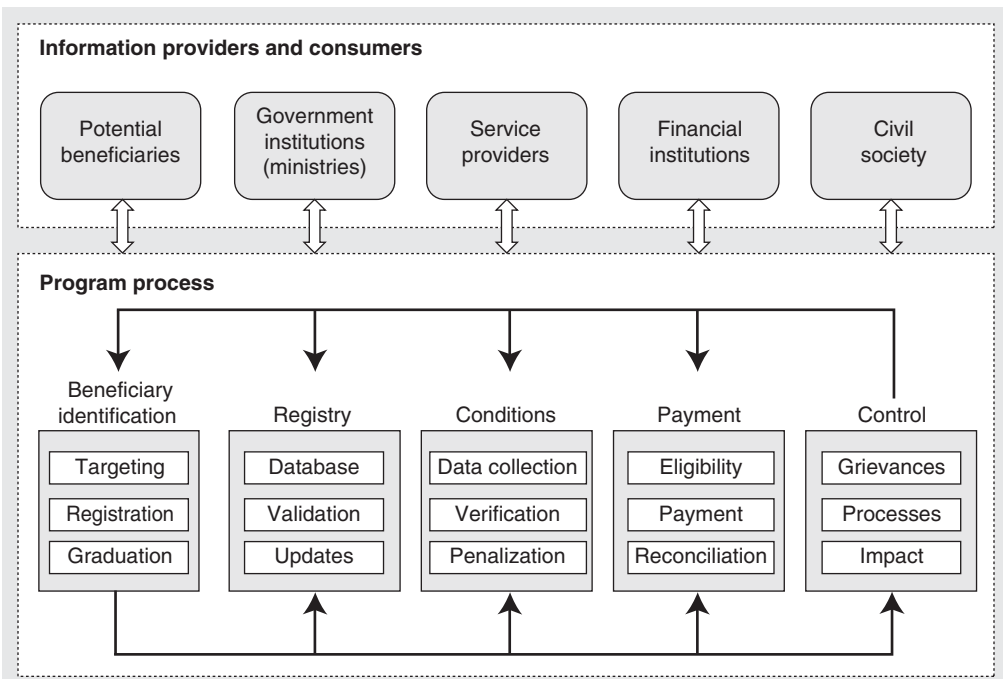 Information providers and consumers
Potential
beneficiaries
Government
institutions
(ministries)
Service
providers
Financial
institutions
Civil
society
Program process
Beneficiary
identification
Registry
Conditions
Payment
Control
Targeting
Registration
Graduation
Database
Validation
Updates
Data collection
Verification
Penalization
Eligibility
Payment
Reconciliation
Grievances
Processes
Impact